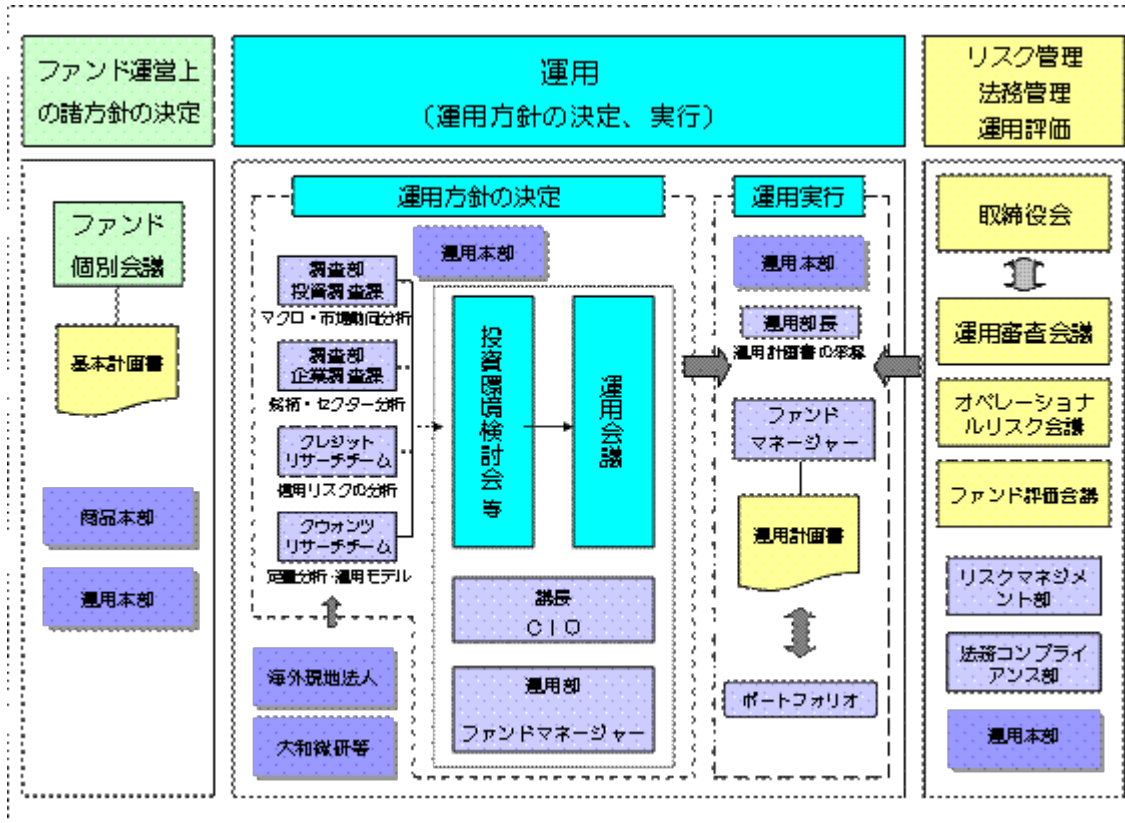 ファンド運営上
の諸方針の決定
ファンド
個別会議
基本計画書
商品本部
運用本部
運用
(運用方針の決定、実行)
運用方針の決定
運用本部
調査部
投資調査課
マクロ・市場動向分析
調査部
企業調査課
銘柄・セクター分析
クレジット
リサーチチーム
信用リスクの分析
クウォンツ
リサーチチーム
定量分析・運用モデル
海外現地法人
大和総研等
投資環境検討会 等
運用会議
議長
CIO
運用部
ファンドマネージャー
運用実行
運用本部
運用部長
運用計画書の承認
ファンド
マネージャー
運用計画書
ポートフォリオ
リスク管理
法務管理
運用評価
取締役会
運用審査会議
オペレーショナ
ルリスク会議
ファンド評価会議
リスクマネジメ
ント部
法務コンプライ
アンス部
運用本部